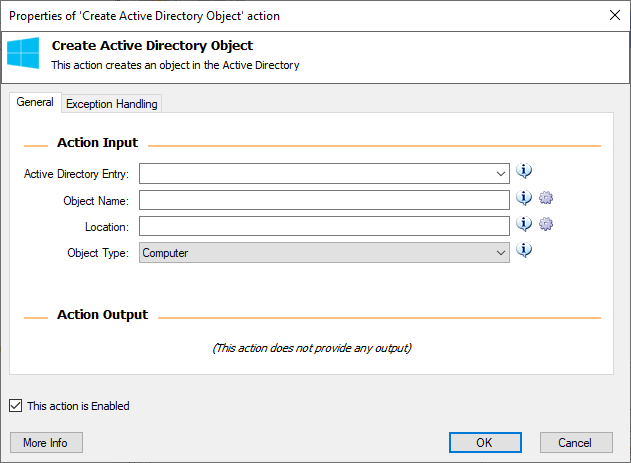 Properties of 'Create Active Directory Object' action
Create Active Directory Object
This action creates an object in the Active Directory
General Exception Handling
Action Input
Active Directory Entry:
Object Name:
Location:
Object Type: Computer
Action Output
(This action does not provide any output)
This action is Enabled
More Info OK Cancel